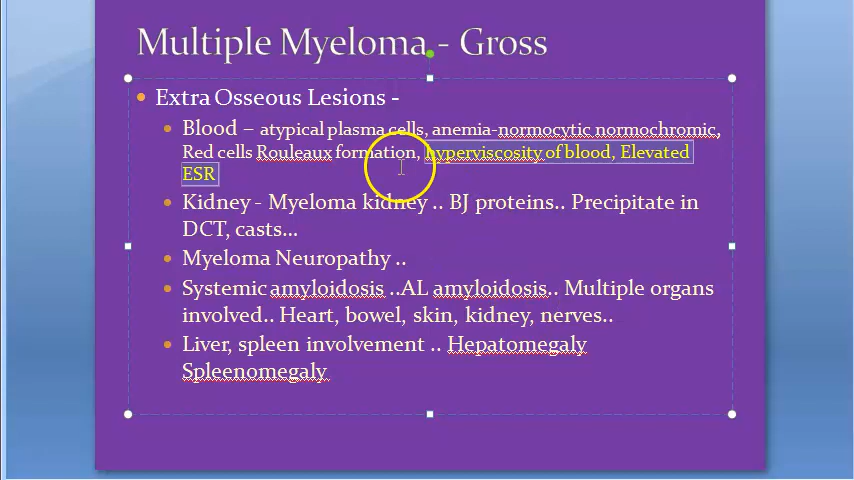 Multiple Myeloma - Gross
Extra Osseous Lesions -
Blood – atypical plasma cells, anemia-normocytic normochromic,
Red cells Rouleaux formation, hyperviscosity of blood, Elevated
ESR
Kidney - Myeloma kidney .. BJ proteins.. Precipitate in
DCT, casts...
Myeloma Neuropathy ..
Systemic amyloidosis ..AL amyloidosis.. Multiple organs
involved.. Heart, bowel, skin, kidney, nerves..
Liver, spleen involvement .. Hepatomegaly
Spleenomegaly